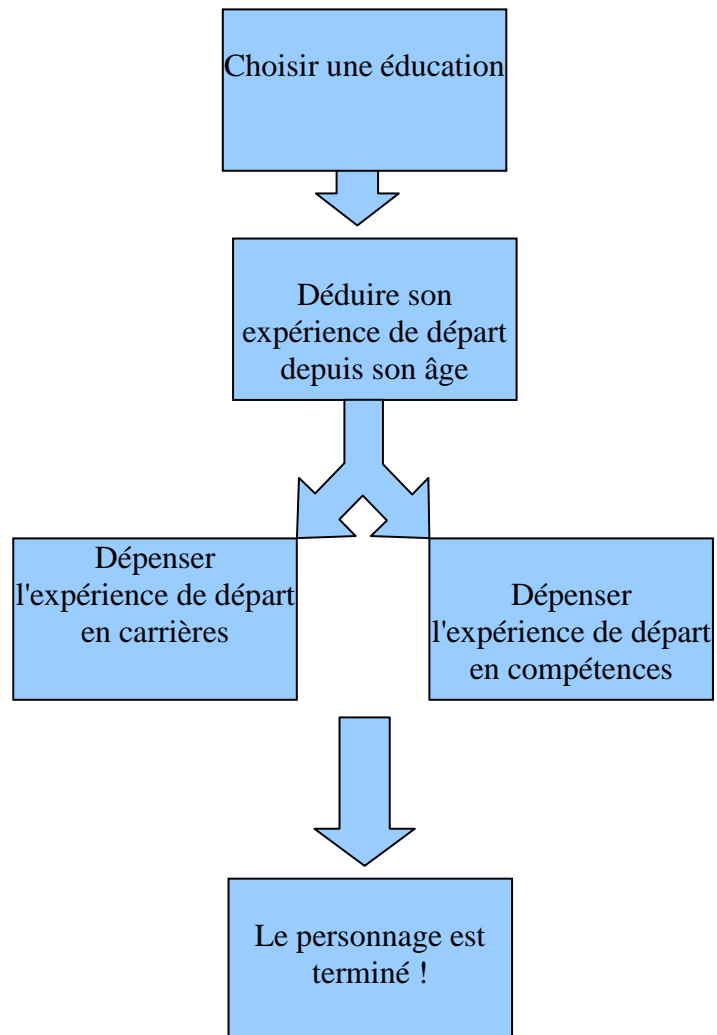 Choisir une éducation
Déduire son
expérience de départ
depuis son âge
Dépenser
l'expérience de départ
en carrières
Dépenser
l'expérience de départ
en compétences
Le personnage est
terminé !